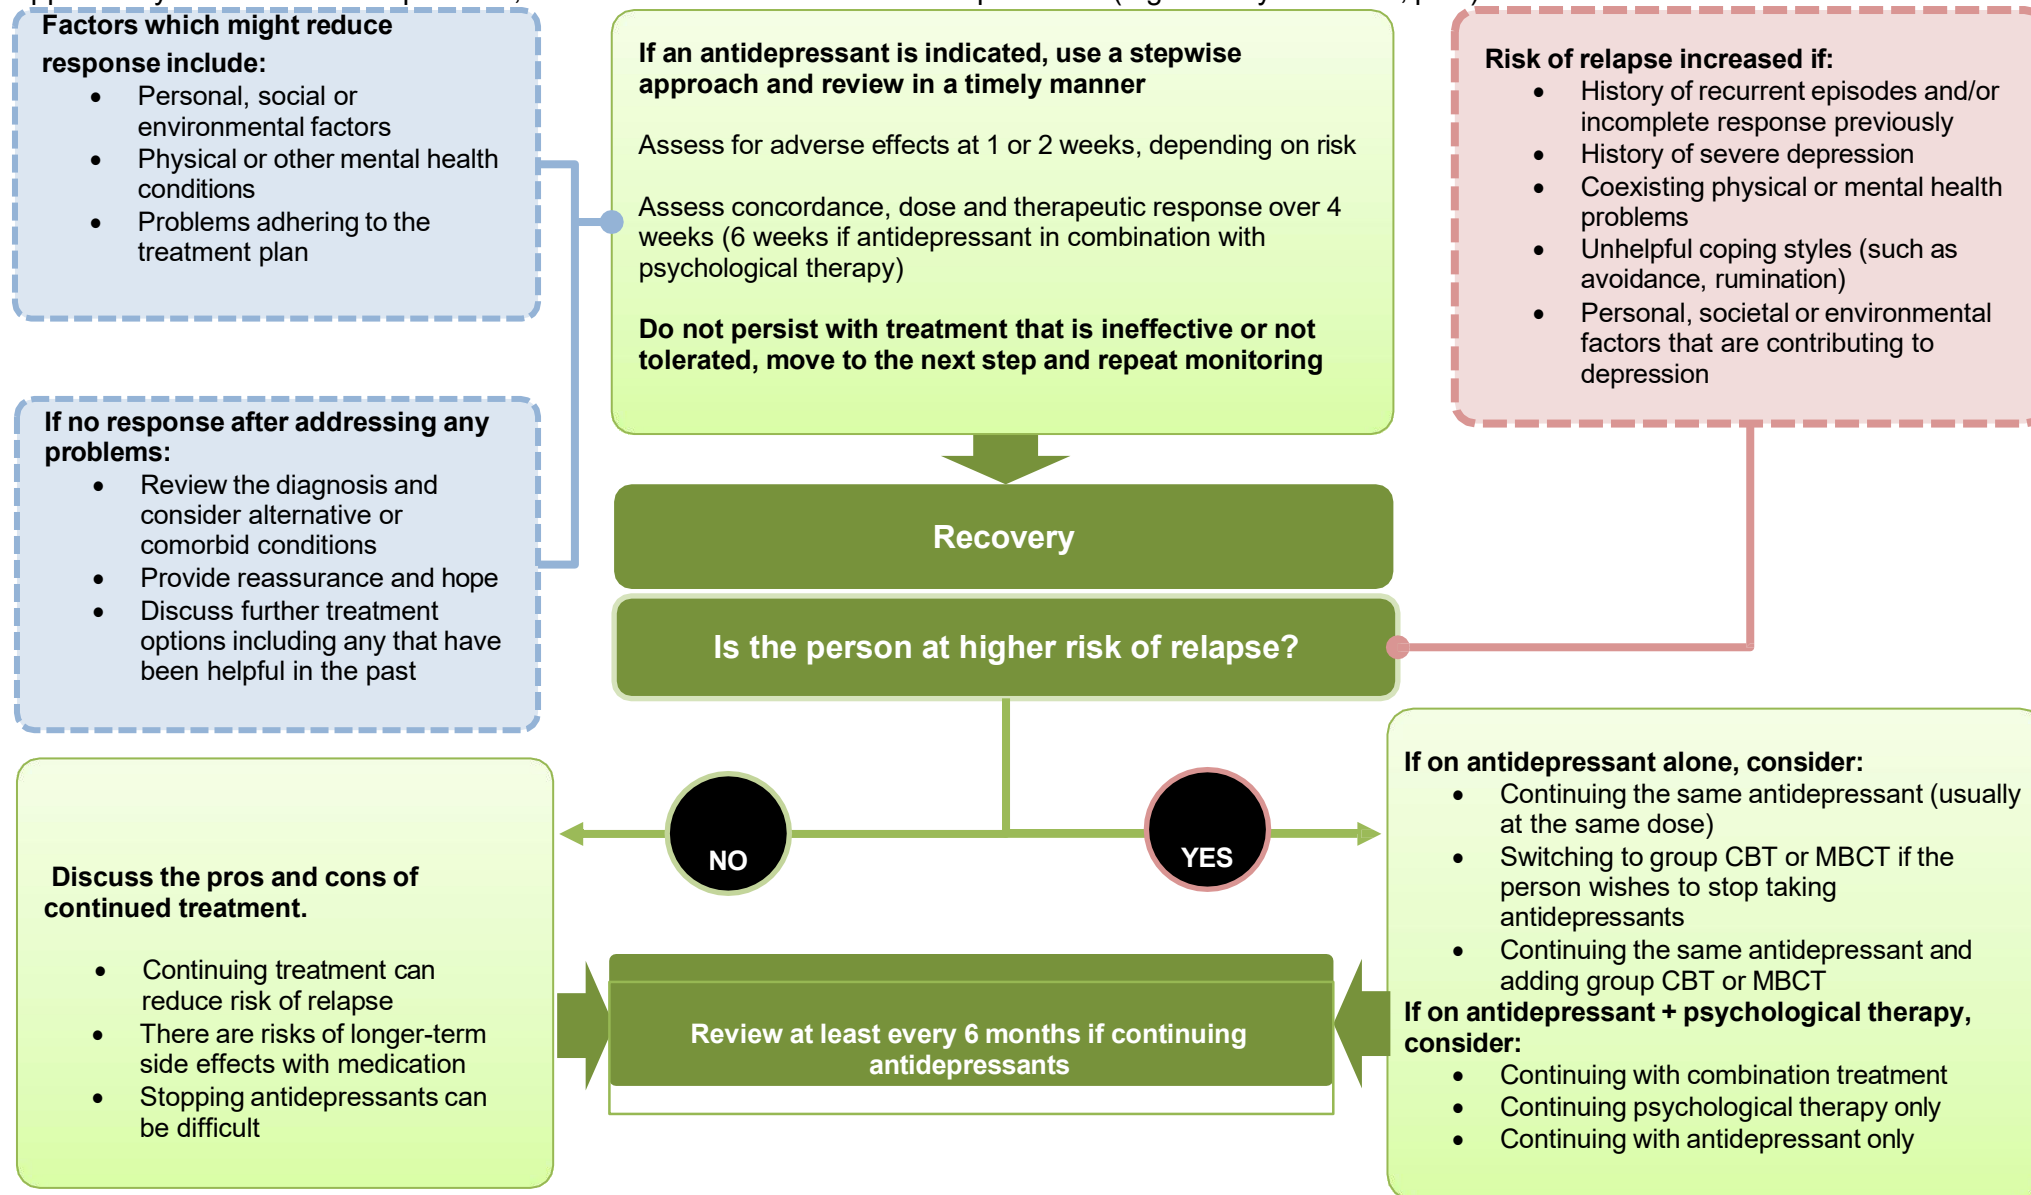 Factors which might reduce
response include:
• Personal, social or
environmental factors
• Physical or other mental health
conditions
• Problems adhering to the
treatment plan
If an antidepressant is indicated, use a stepwise
approach and review in a timely manner
Assess for adverse effects at 1 or 2 weeks, depending on risk
Assess concordance, dose and therapeutic response over 4
weeks (6 weeks if antidepressant in combination with
psychological therapy)
Do not persist with treatment that is ineffective or not
tolerated, move to the next step and repeat monitoring
Risk of relapse increased if:
• History of recurrent episodes and/or
incomplete response previously
• History of severe depression
• Coexisting physical or mental health
problems
• Unhelpful coping styles (such as
avoidance, rumination)
• Personal, societal or environmental
factors that are contributing to
depression
If no response after addressing any
problems:
• Review the diagnosis and
consider alternative or
comorbid conditions
• Provide reassurance and hope
• Discuss further treatment
options including any that have
been helpful in the past
Recovery
Is the person at higher risk of relapse?
NO
YES
Discuss the pros and cons of
continued treatment.
• Continuing treatment can
reduce risk of relapse
• There are risks of longer-term
side effects with medication
• Stopping antidepressants can
be difficult
Review at least every 6 months if continuing
antidepressants
If on antidepressant alone, consider:
• Continuing the same antidepressant (usually
at the same dose)
• Switching to group CBT or MBCT if the
person wishes to stop taking
antidepressants
• Continuing the same antidepressant and
adding group CBT or MBCT
If on antidepressant + psychological therapy,
consider:
• Continuing with combination treatment
• Continuing psychological therapy only
• Continuing with antidepressant only